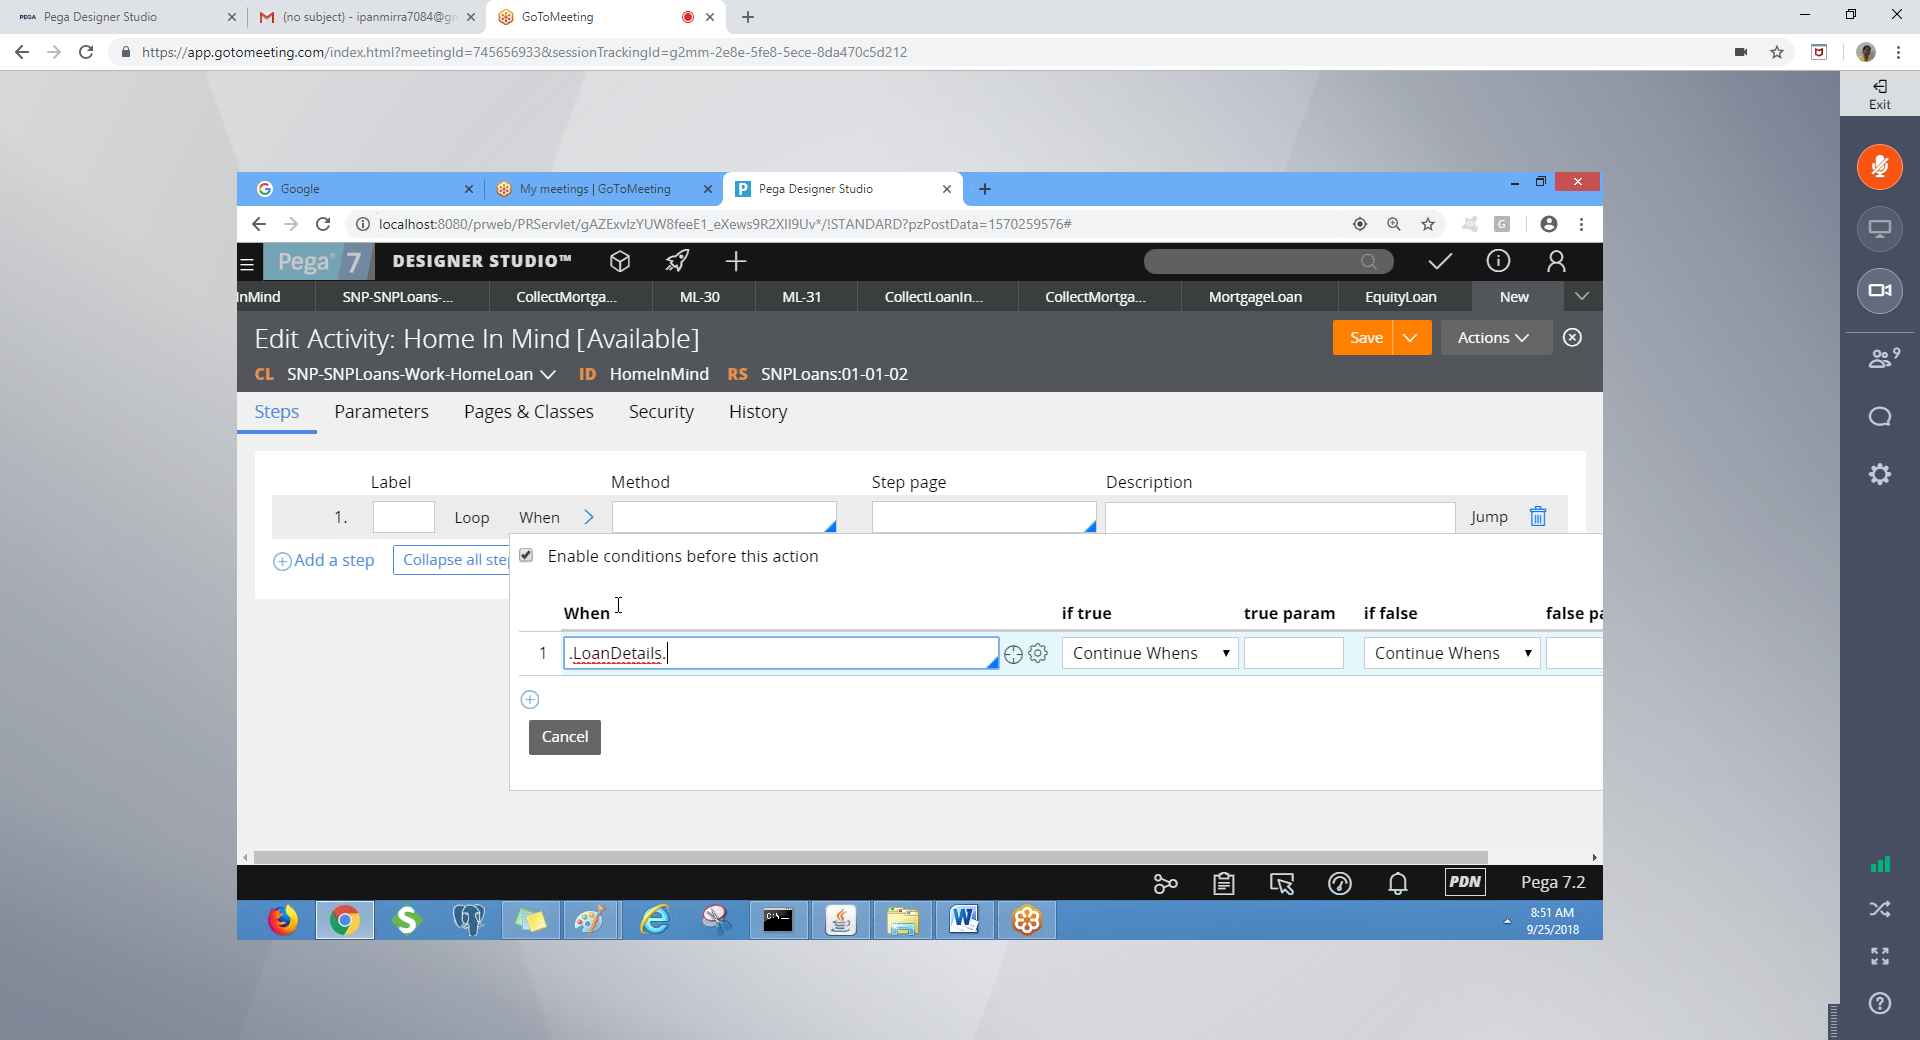 PEGA Pega Designer Studio
(no subject) - ipanmirra7084@gr
GoToMeeting
https://app.gotomeeting.com/index.html?meetingId=745656933&sessionTrackingId=g2mm-2e8e-5fe8-5ece-8da470c5d212
Exit
Google
My meetings | GoToMeeting
Pega Designer Studio
localhost:8080/prweb/PRServlet/gAZExvlzYUW8feeE1_eXews9R2XII9Uv*/!STANDARD?pzPostData=1570259576#
Pega 7
DESIGNER STUDIO™
InMind
SNP-SNPLoans-...
CollectMortga...
ML-30
ML-31
CollectLoanIn...
CollectMortga...
MortgageLoan
EquityLoan
New
Edit Activity: Home In Mind [Available]
Save
Actions
CL SNP-SNPLoans-Work-HomeLoan ID HomeInMind RS SNPLoans:01-01-02
9
Steps Parameters Pages & Classes Security History
Label Method Step page Description
1. Loop When Jump
Add a step Collapse all step
Enable conditions before this action
When if true true param if false false pa
1 .LoanDetails. Continue Whens Continue Whens
Cancel
PDN Pega 7.2
C:\_
8:51 AM
9/25/2018